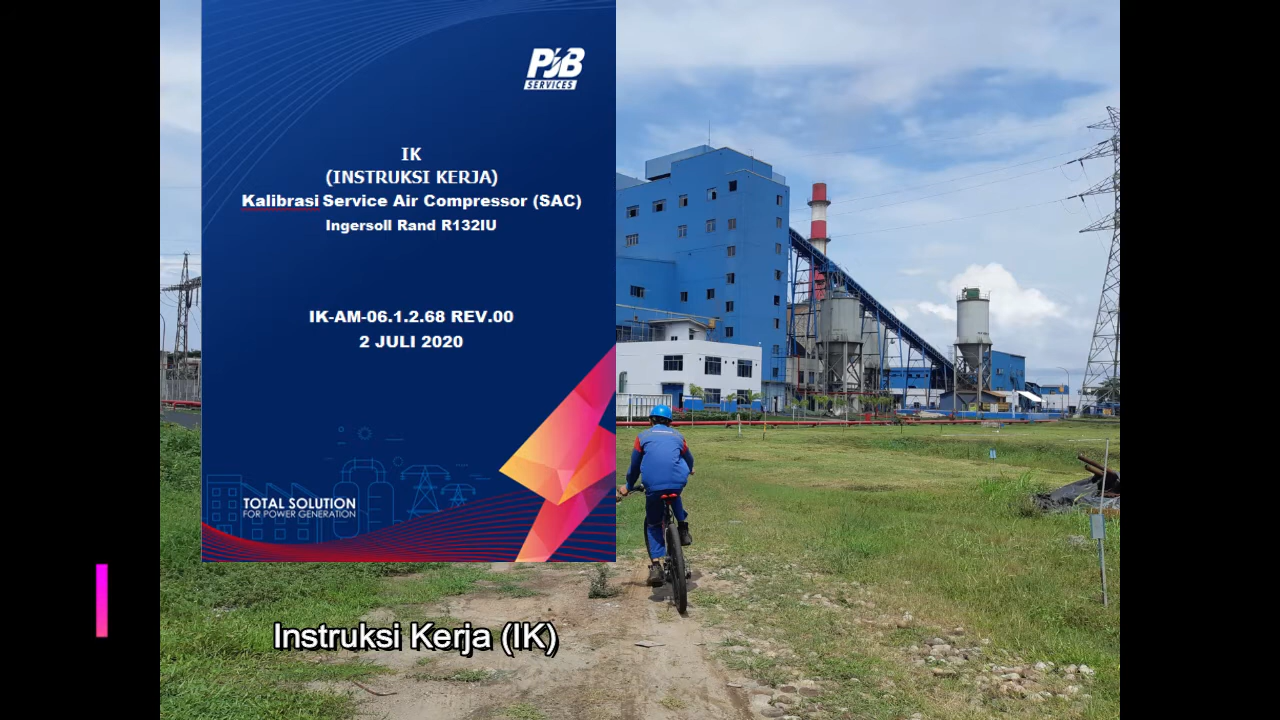 PJB
SERVICES
IK
(INSTRUKSI KERJA)
Kalibrasi Service Air Compressor (SAC)
Ingersoll Rand R132IU
IK-AM-06.1.2.68 REV.00
2 JULI 2020
TOTAL SOLUTION
FOR POWER GENERATION
Instruksi Kerja (IK)